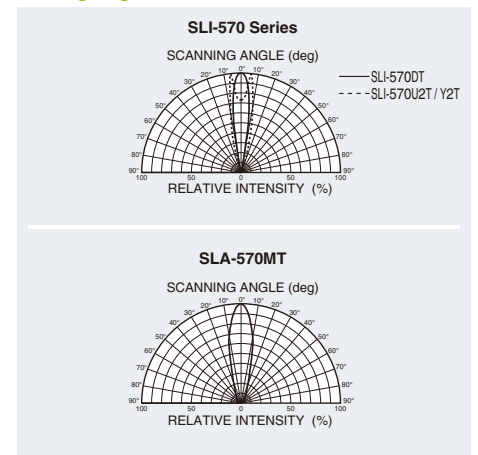 SLI-570 Series
SCANNING ANGLE (deg)
20° 10° 0° 10° 20°
30° 30°
40° 40°
50° 50°
60° 60°
70° 70°
80° 80°
90° 90°
100 50 0 50 100
RELATIVE INTENSITY (%)
SLI-570DT
SLI-570U2T / Y2T
SLA-570MT
SCANNING ANGLE (deg)
20° 10° 0° 10° 20°
30° 30°
40° 40°
50° 50°
60° 60°
70° 70°
80° 80°
90° 90°
100 50 0 50 100
RELATIVE INTENSITY (%)